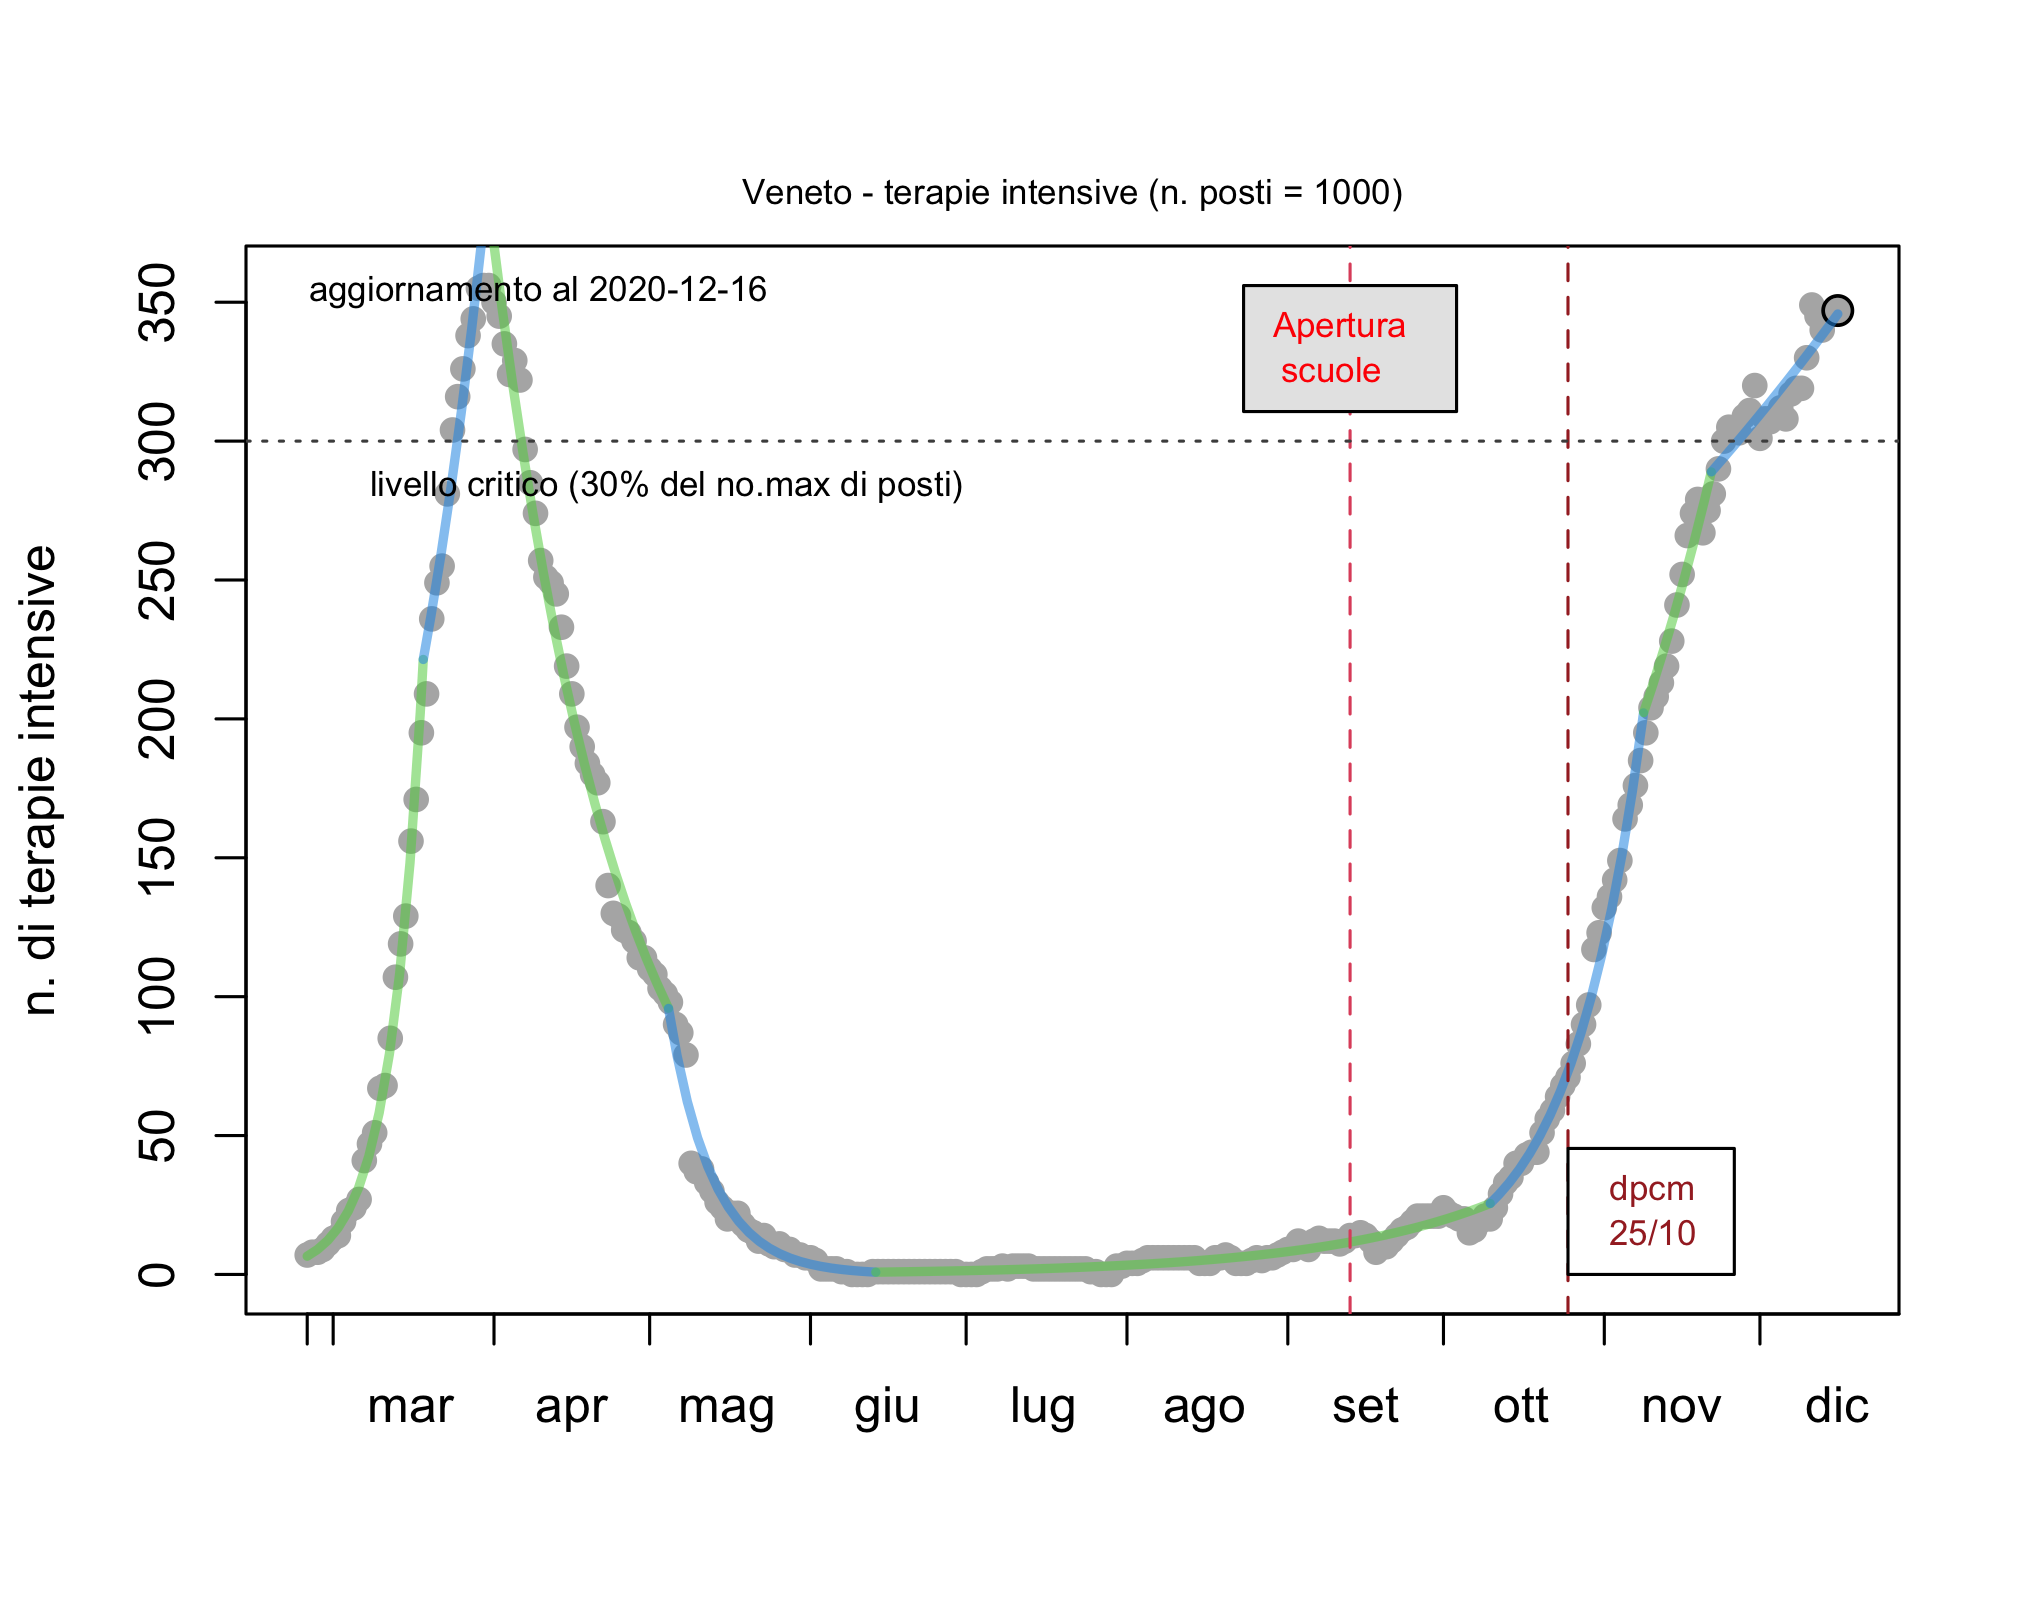 Veneto - terapie intensive (n. posti = 1000)
aggiornamento al 2020-12-16
Apertura
scuole
livello critico (30% del no.max di posti)
dpcm
25/10
n. di terapie intensive
350
300
250
200
150
100
50
0
mar apr mag giu lug ago set ott nov dic